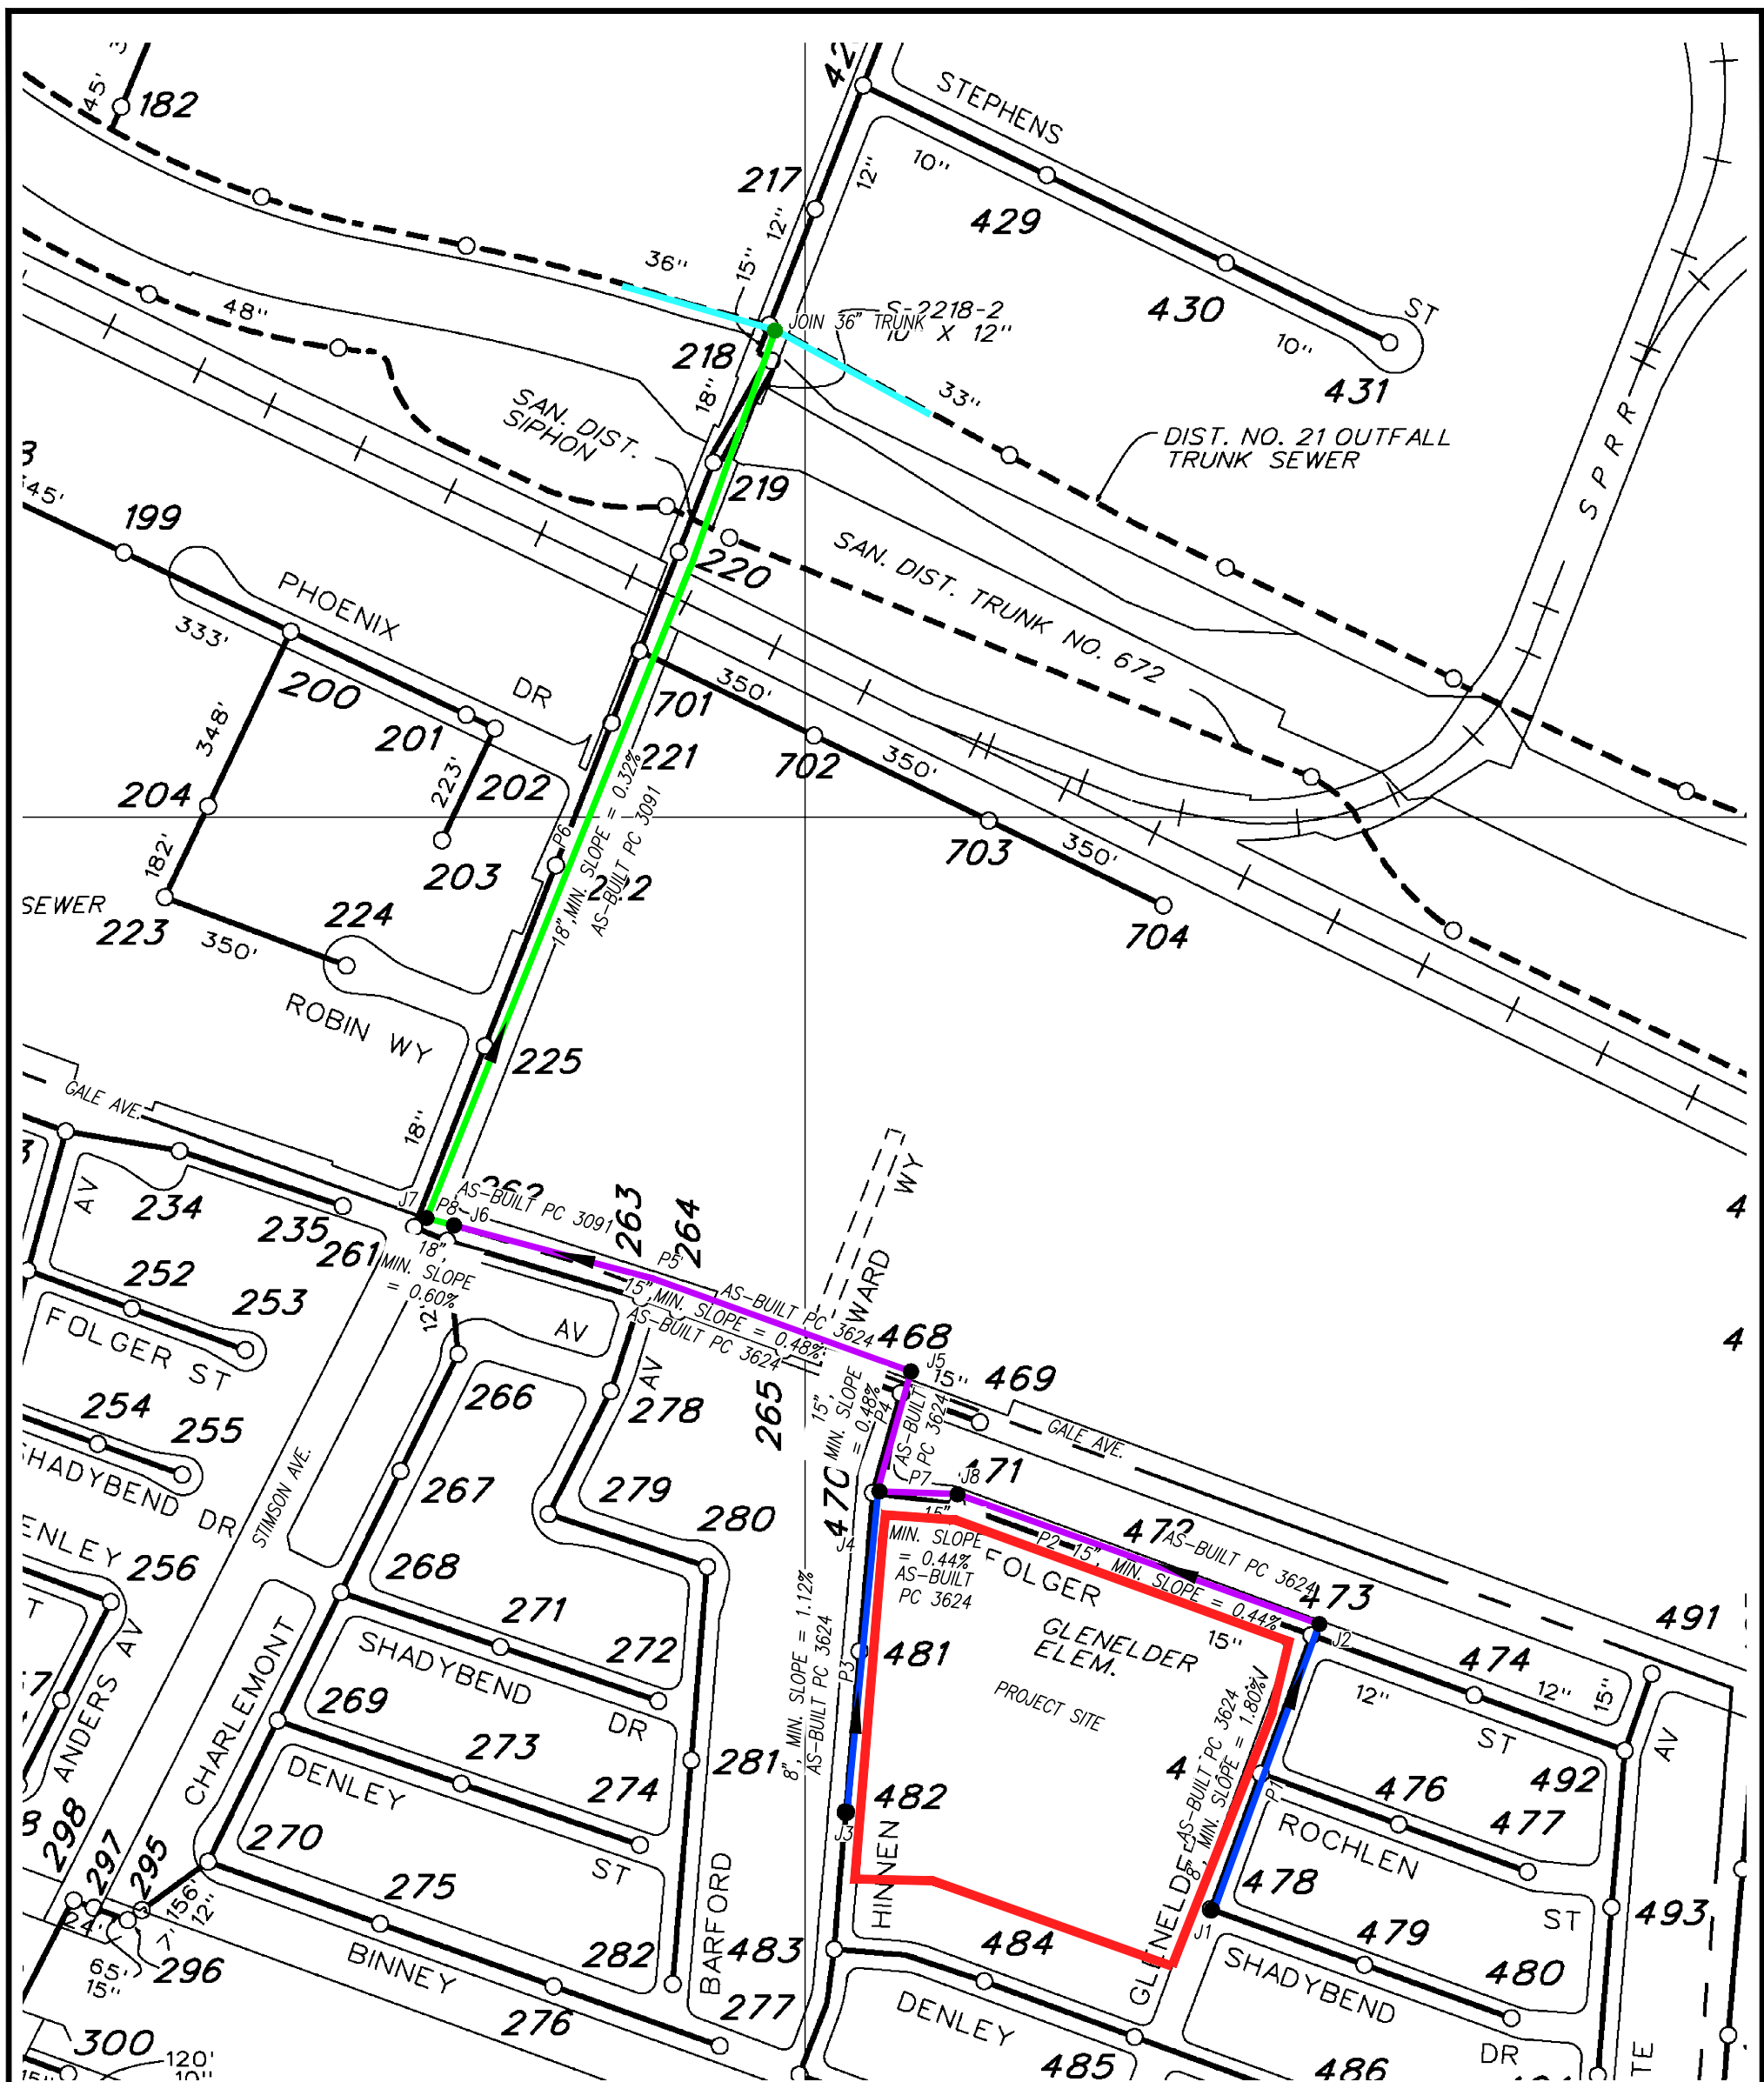 182
45'
STEPHENS
217
12"
12"
10"
429
36"
15"
S-2218-2
10" X 12"
JOIN 36" TRUNK
430
ST
48"
218
10"
431
SAN. DIST.
SIPHON
18"
33"
DIST. NO. 21 OUTFALL
TRUNK SEWER
SPRR
219
199
220
SAN. DIST. TRUNK NO. 672
PHOENIX
333'
DR
200
350'
701
348'
201
221
702
350'
223'
202
204
18", MIN. SLOPE = 0.32%
AS-BUILT PC 3091
P6
703
350'
182'
203
222
SEWER
223
224
704
350'
ROBIN WY
225
GALE AVE.
18"
WY
AV
234
J7
262
AS-BUILT PC 3091
263
264
P8
J6
235
261
18",
MIN. SLOPE
= 0.60%
P5
WARD
252
253
15", MIN. SLOPE = 0.48%
AS-BUILT PC 3624
AS-BUILT PC 3624
12"
468
FOLGER ST
AV
AV
J5
15"
469
266
265
15",
MIN. SLOPE
= 0.48%
P4
AS-BUILT
PC 3624
GALE AVE.
254
278
255
SHADYBEND DR
STIMSON AVE.
267
279
470
P7
J8
471
280
15"
472
DENLEY
256
J4
MIN. SLOPE
= 0.44%
AS-BUILT
PC 3624
FOLGER
P2
15", MIN. SLOPE = 0.44%
AS-BUILT PC 3624
473
268
271
GLENELDER
ELEM.
15"
J2
491
ANDERS AV
CHARLEMONT
SHADYBEND
272
DR
481
P3
PROJECT SITE
474
12"
12"
15"
269
273
8", MIN. SLOPE = 1.12%
AS-BUILT PC 3624
ST
AV
281
DENLEY
274
482
J3
AS-BUILT PC 3624
8", MIN. SLOPE = 1.80%
P1
476
492
477
298
297
295
270
ST
HINNEN
ROCHLEN
275
BARFORD
GLENELDER
478
156'
12"
24'
7'
J1
479
ST
493
65'
15"
296
BINNEY
282
483
484
SHADYBEND
480
277
276
DENLEY
300
120'
10"
485
486
DR